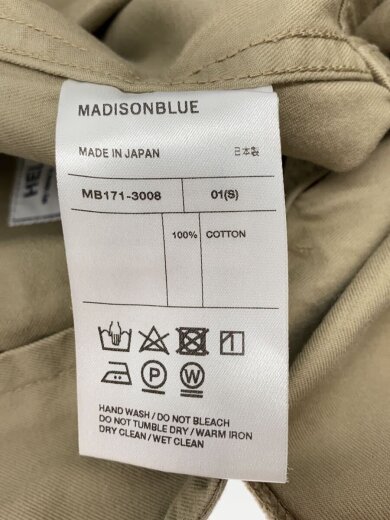 MADISONBLUE
MADE IN JAPAN 日本製
MB171-3008 01(S)
100% COTTON
P W
HAND WASH / DO NOT BLEACH
DO NOT TUMBLE DRY / WARM IRON
DRY CLEAN / WET CLEAN